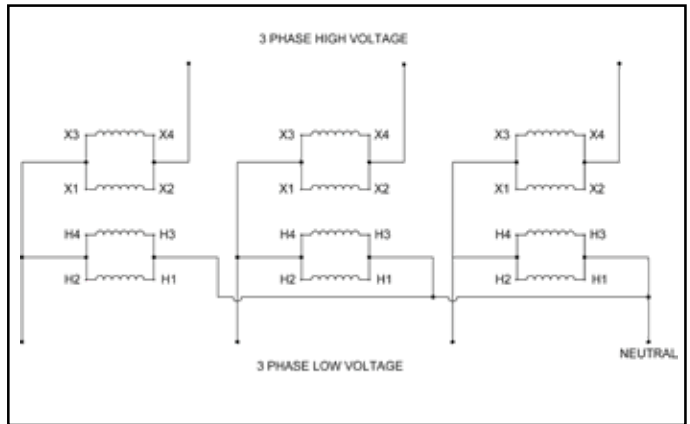 3 PHASE HIGH VOLTAGE
X3 X4 X3 X4 X3 X4
X1 X2 X1 X2 X1 X2
H4 H3 H4 H3 H4 H3
H2 H1 H2 H1 H2 H1
NEUTRAL
3 PHASE LOW VOLTAGE